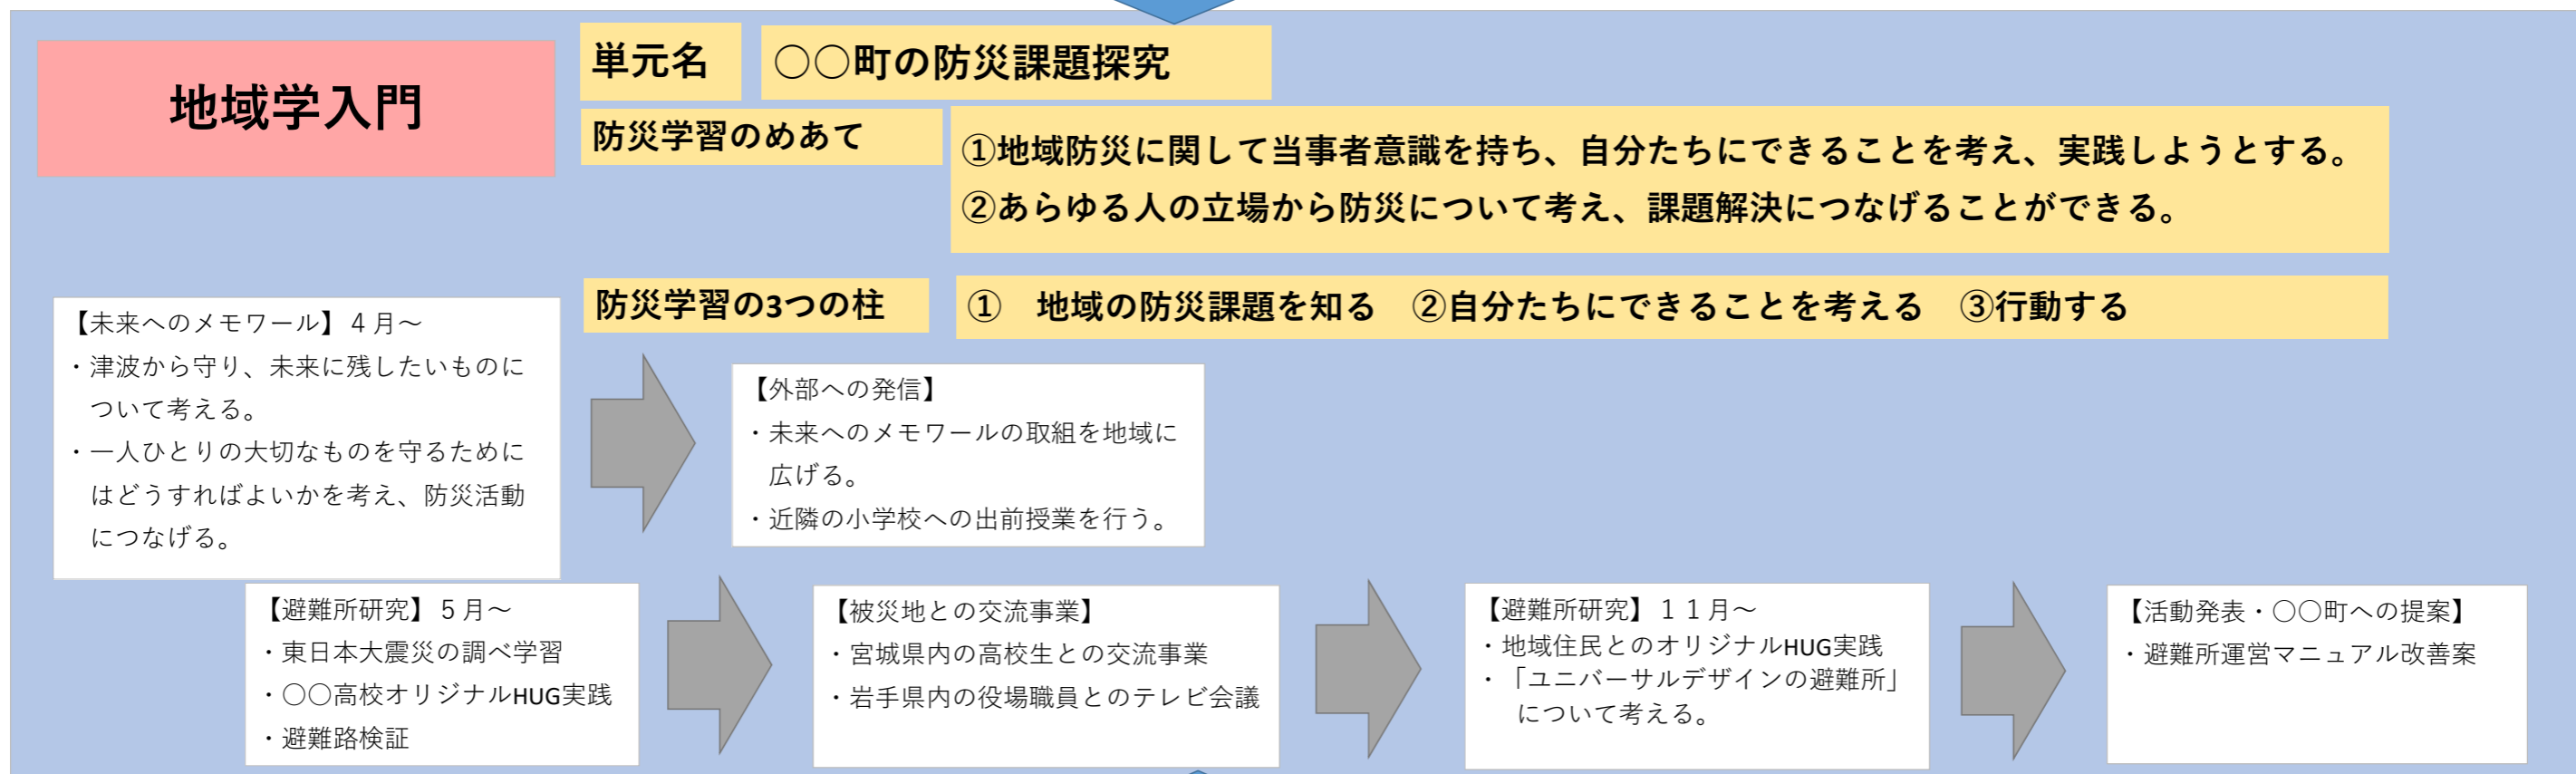 地域学入門
単元名
○○町の防災課題探究
防災学習のめあて
①地域防災に関して当事者意識を持ち、自分たちにできることを考え、実践しようとする。
②あらゆる人の立場から防災について考え、課題解決につなげることができる。
防災学習の3つの柱
①　地域の防災課題を知る　②自分たちにできることを考える　③行動する
【未来へのメモワール】４月～
・津波から守り、未来に残したいものに
ついて考える。
・一人ひとりの大切なものを守るために
はどうすればよいかを考え、防災活動
につなげる。
【外部への発信】
・未来へのメモワールの取組を地域に
広げる。
・近隣の小学校への出前授業を行う。
【避難所研究】５月～
・東日本大震災の調べ学習
・○○高校オリジナルHUG実践
・避難路検証
【被災地との交流事業】
・宮城県内の高校生との交流事業
・岩手県内の役場職員とのテレビ会議
【避難所研究】１１月～
・地域住民とのオリジナルHUG実践
・「ユニバーサルデザインの避難所」
について考える。
【活動発表・○○町への提案】
・避難所運営マニュアル改善案